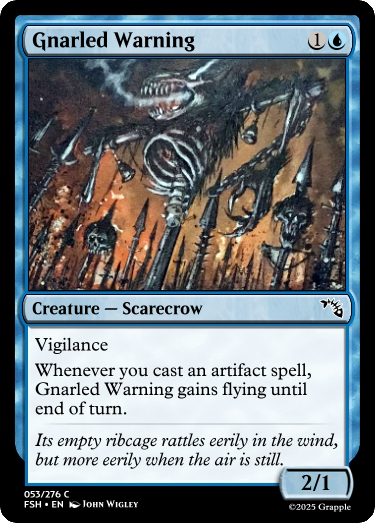 Gnarled Warning 1
Creature — Scarecrow
Vigilance
Whenever you cast an artifact spell,
Gnarled Warning gains flying until
end of turn.
Its empty ribcage rattles eerily in the wind,
but more eerily when the air is still.
2/1
053/276 C
FSH • EN John Wigley
©2025 Grapple